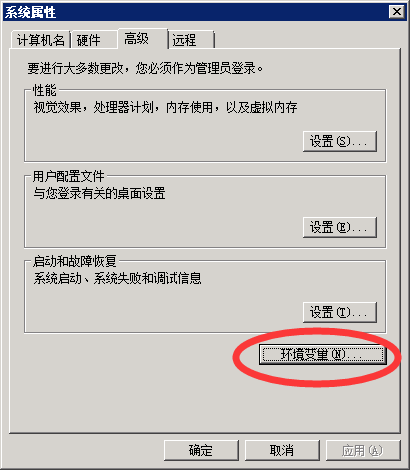 系统属性
计算机名 硬件 高级 远程
要进行大多数更改，您必须作为管理员登录。
性能
视觉效果，处理器计划，内存使用，以及虚拟内存
设置(S)...
用户配置文件
与您登录有关的桌面设置
设置(E)...
启动和故障恢复
系统启动、系统失败和调试信息
设置(T)...
环境变量(N)...
确定 取消 应用(A)